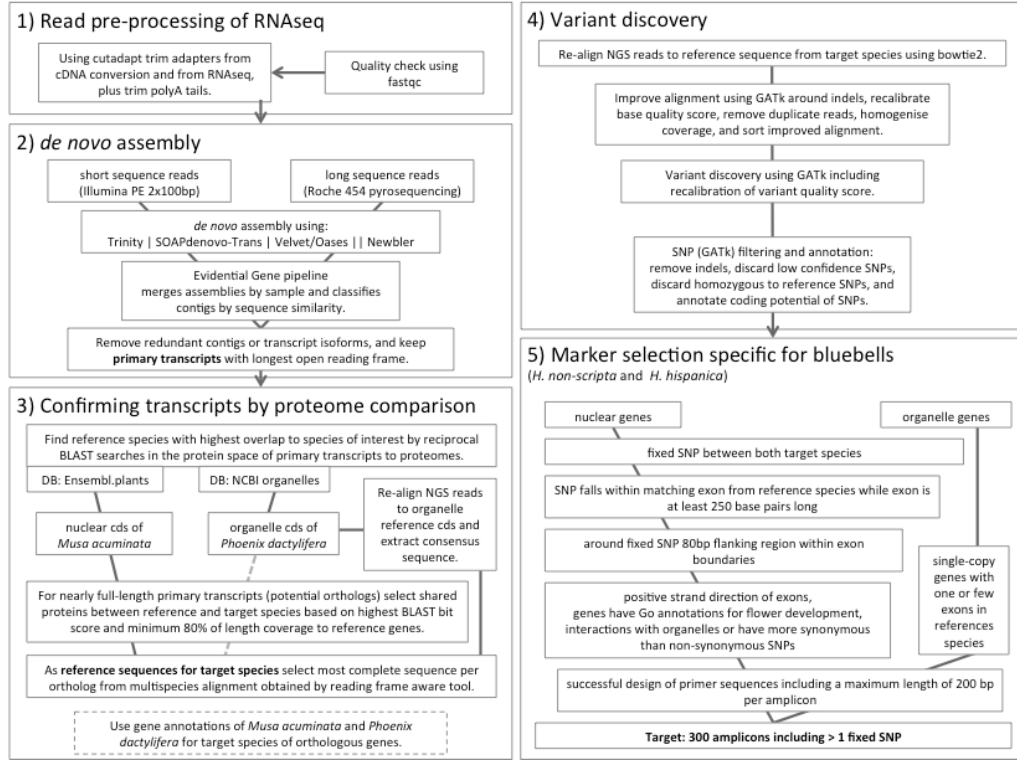 1) Read pre-processing of RNAseq
Using cutadapt trim adapters from
cDNA conversion and from RNAseq,
plus trim polyA tails.
Quality check using
fastqc
2) de novo assembly
short sequence reads
(Illumina PE 2x100bp)
long sequence reads
(Roche 454 pyrosequencing)
de novo assembly using:
Trinity | SOAPdenovo-Trans | Velvet/Oases || Newbler
Evidential Gene pipeline
merges assemblies by sample and classifies
contigs by sequence similarity.
Remove redundant contigs or transcript isoforms, and keep
primary transcripts with longest open reading frame.
3) Confirming transcripts by proteome comparison
Find reference species with highest overlap to species of interest by reciprocal
BLAST searches in the protein space of primary transcripts to proteomes.
DB: Ensembl.plants
DB: NCBI organelles
nuclear cds of
Musa acuminata
organelle cds of
Phoenix dactylifera
Re-align NGS reads
to organelle
reference cds and
extract consensus
sequence.
For nearly full-length primary transcripts (potential orthologs) select shared
proteins between reference and target species based on highest BLAST bit
score and minimum 80% of length coverage to reference genes.
As reference sequences for target species select most complete sequence per
ortholog from multispecies alignment obtained by reading frame aware tool.
Use gene annotations of Musa acuminata and Phoenix
dactylifera for target species of orthologous genes.
4) Variant discovery
Re-align NGS reads to reference sequence from target species using bowtie2.
Improve alignment using GATk around indels, recalibrate
base quality score, remove duplicate reads, homogenise
coverage, and sort improved alignment.
Variant discovery using GATk including
recalibration of variant quality score.
SNP (GATk) filtering and annotation:
remove indels, discard low confidence SNPs,
discard homozygous to reference SNPs, and
annotate coding potential of SNPs.
5) Marker selection specific for bluebells
(H. non-scripta and H. hispanica)
nuclear genes
organelle genes
fixed SNP between both target species
SNP falls within matching exon from reference species while exon is
at least 250 base pairs long
around fixed SNP 80bp flanking region within exon
boundaries
positive strand direction of exons,
genes have Go annotations for flower development,
interactions with organelles or have more synonymous
than non-synonymous SNPs
single-copy
genes with
one or few
exons in
references
species
successful design of primer sequences including a maximum length of 200 bp
per amplicon
Target: 300 amplicons including > 1 fixed SNP